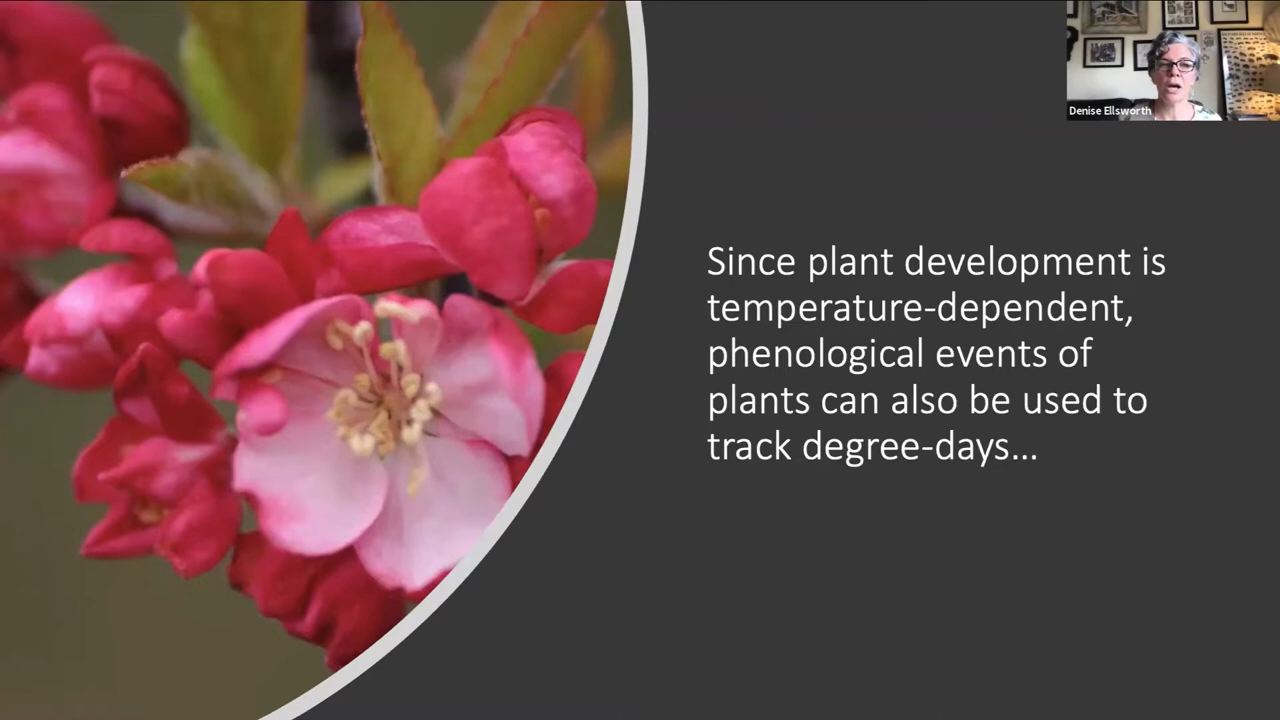 Denise Ellsworth
Since plant development is
temperature-dependent,
phenological events of
plants can also be used to
track degree-days...